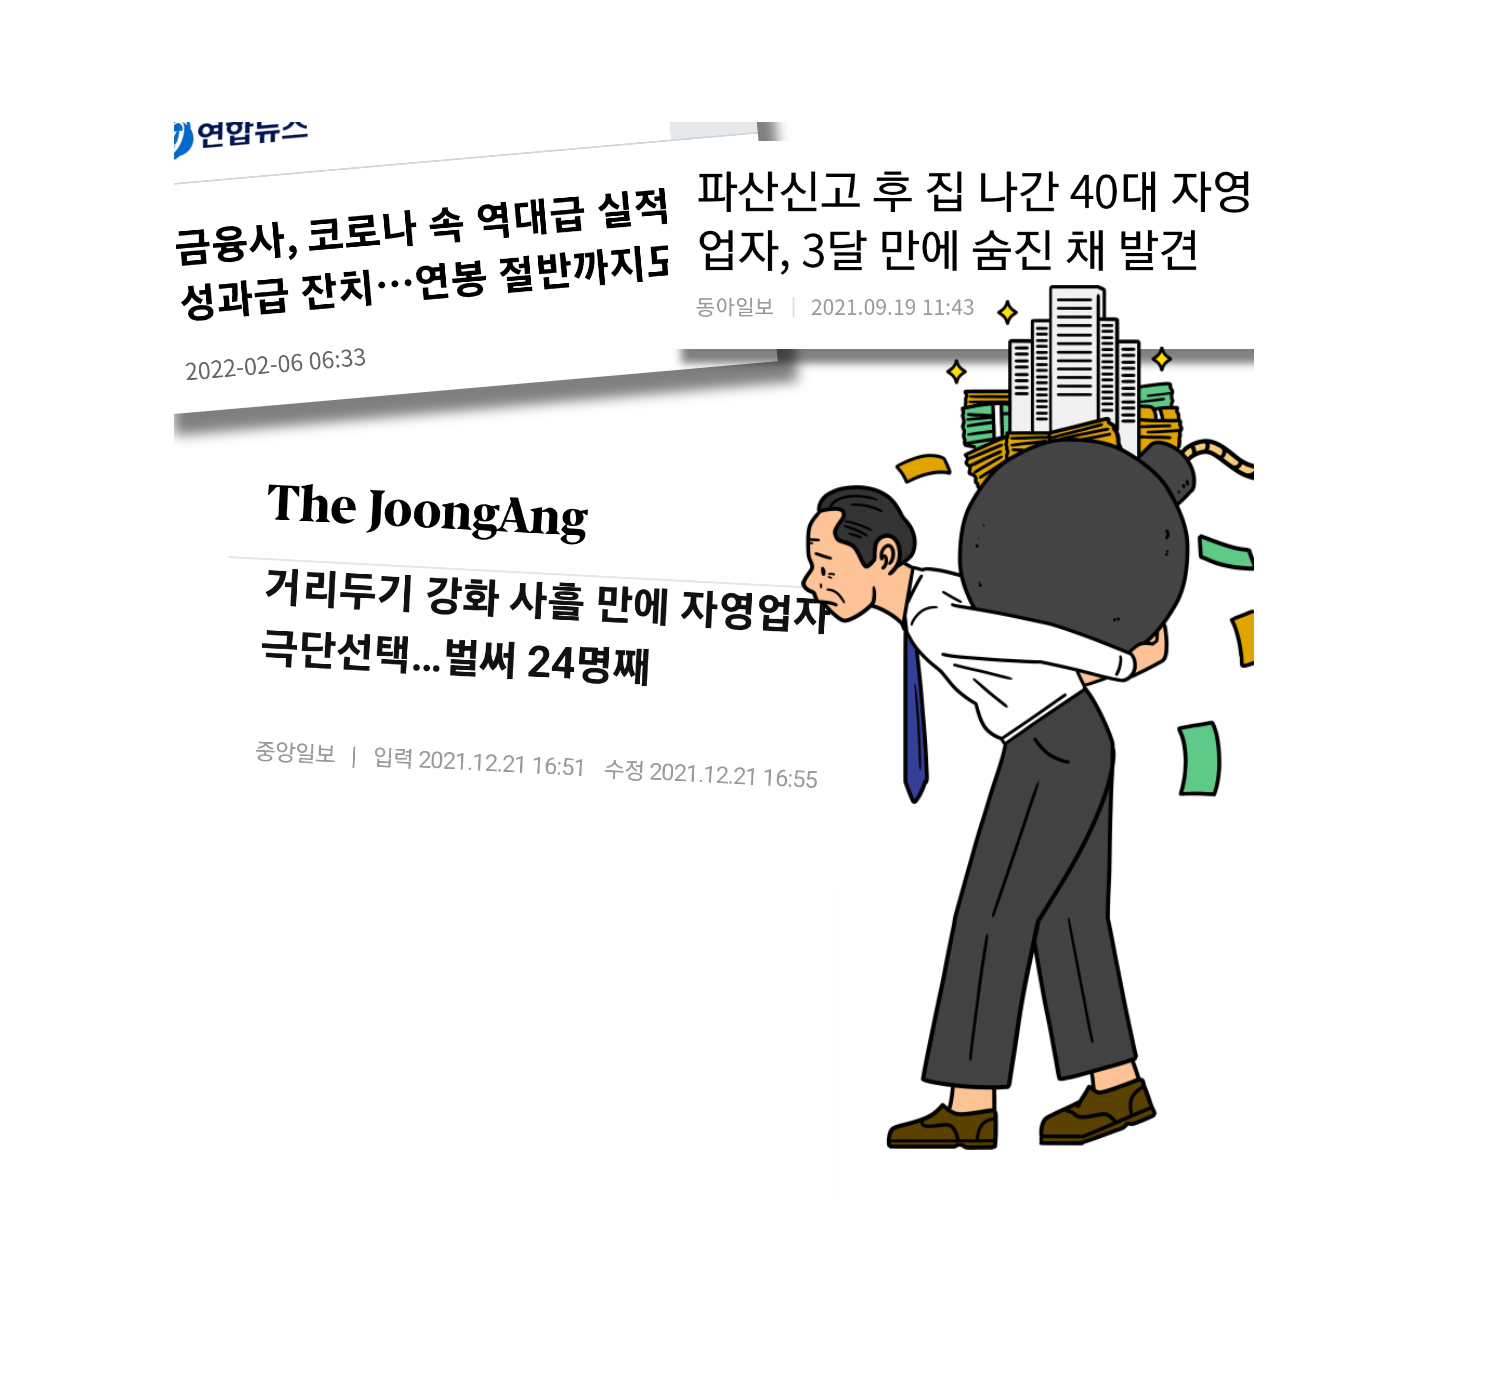 연합뉴스
금융사, 코로나 속 역대급 실적
성과급 잔치…연봉 절반까지도
2022-02-06 06:33
파산신고 후 집 나간 40대 자영
업자, 3달 만에 숨진 채 발견
동아일보 | 2021.09.19 11:43
The JoongAng
거리두기 강화 사흘 만에 자영업자
극단선택...벌써 24명째
중앙일보 | 입력 2021.12.21 16:51 수정 2021.12.21 16:55